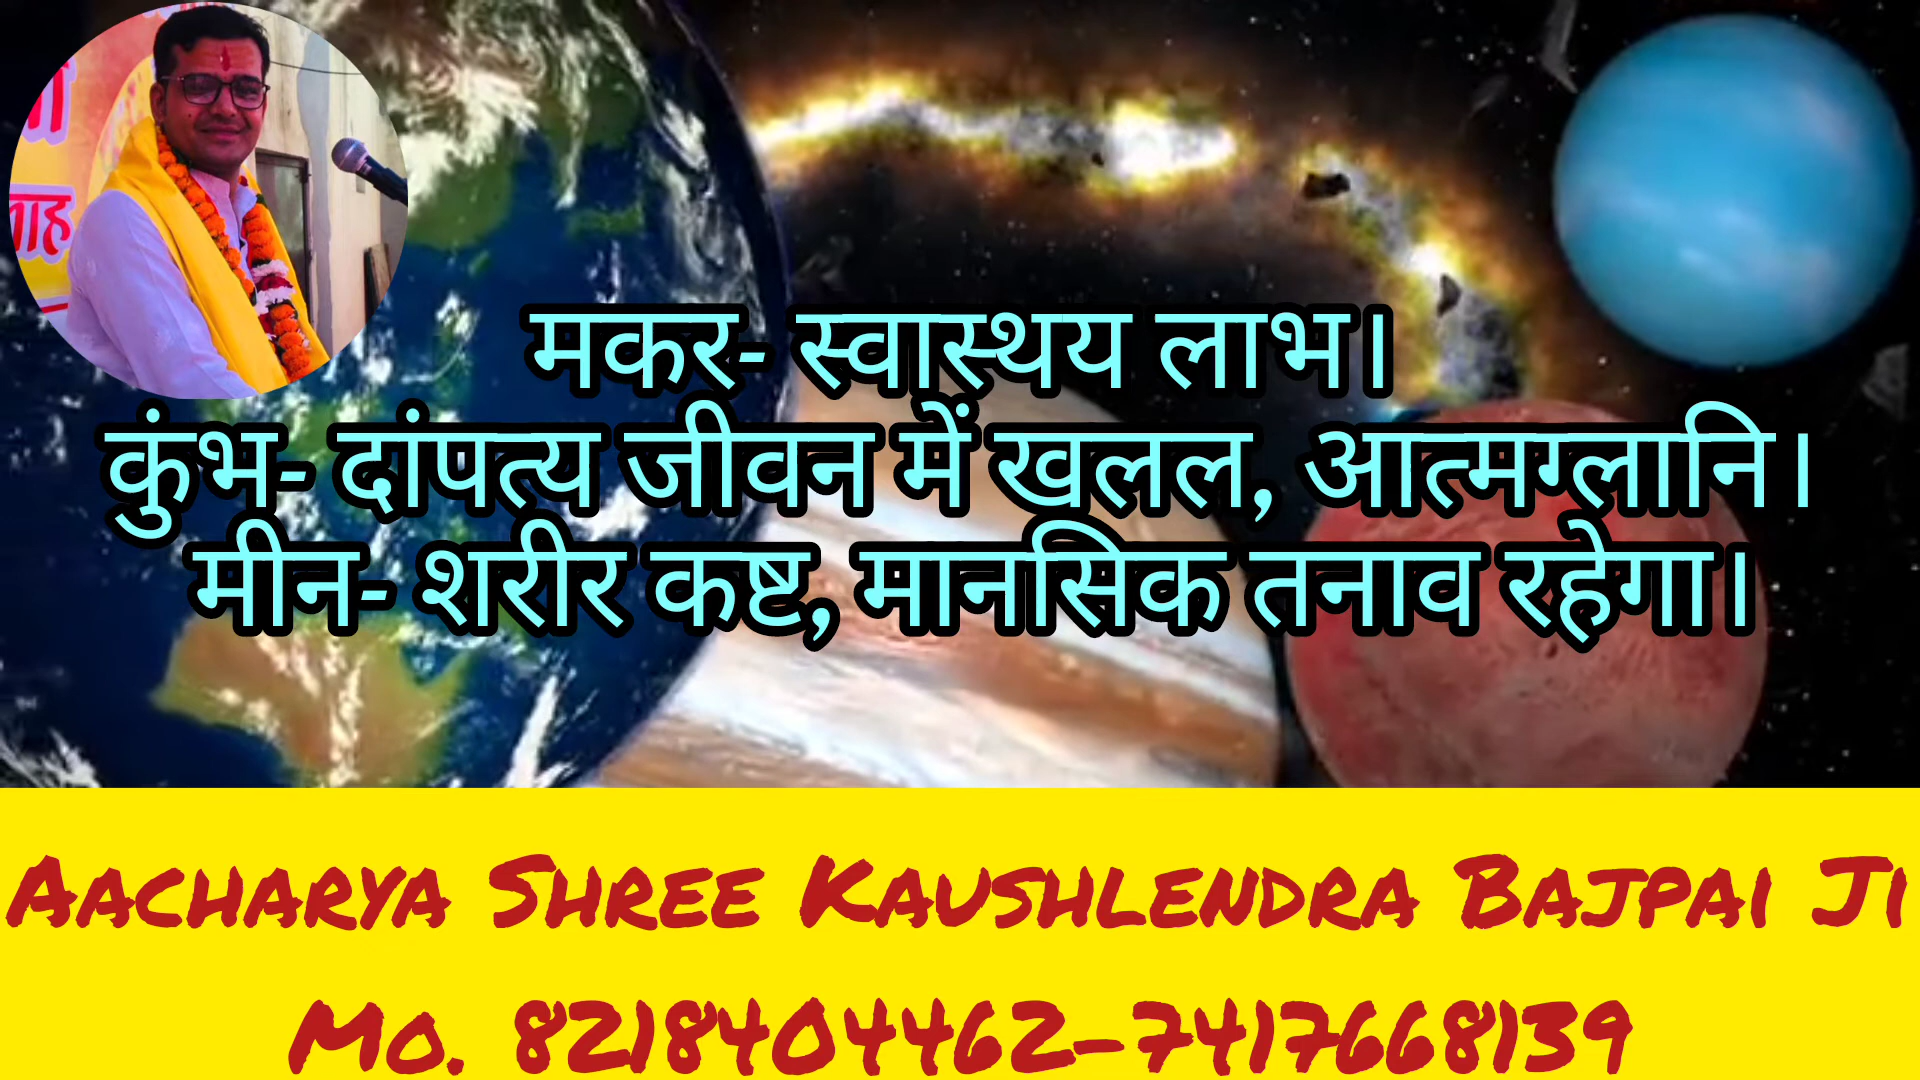 मकर- स्वास्थय लाभ।
कुंभ- दांपत्य जीवन में खलल, आत्मग्लानि।
मीन- शरीर कष्ट, मानसिक तनाव रहेगा।
Aacharya Shree Kaushlendra Bajpai Ji
Mo. 8218404462-7417668139